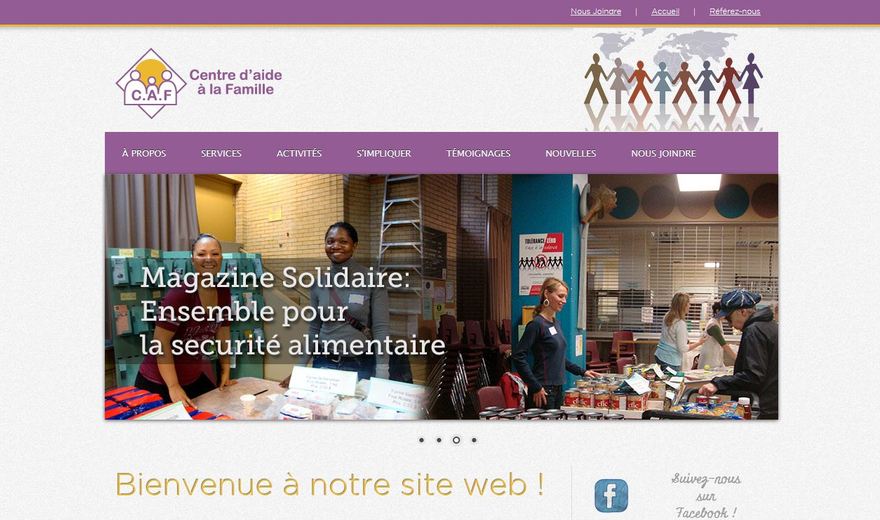 Nous Joindre | Accueil | Référez-nous
C.A.F
Centre d'aide
à la Famille
À PROPOS SERVICES ACTIVITÉS S'IMPLIQUER TÉMOIGNAGES NOUVELLES NOUS JOINDRE
TOLÉRANCE
ZÉRO
Magazine Solidaire:
Ensemble pour
la securité alimentaire
Bienvenue à notre site web !
f
Suivez-nous
sur
Facebook !